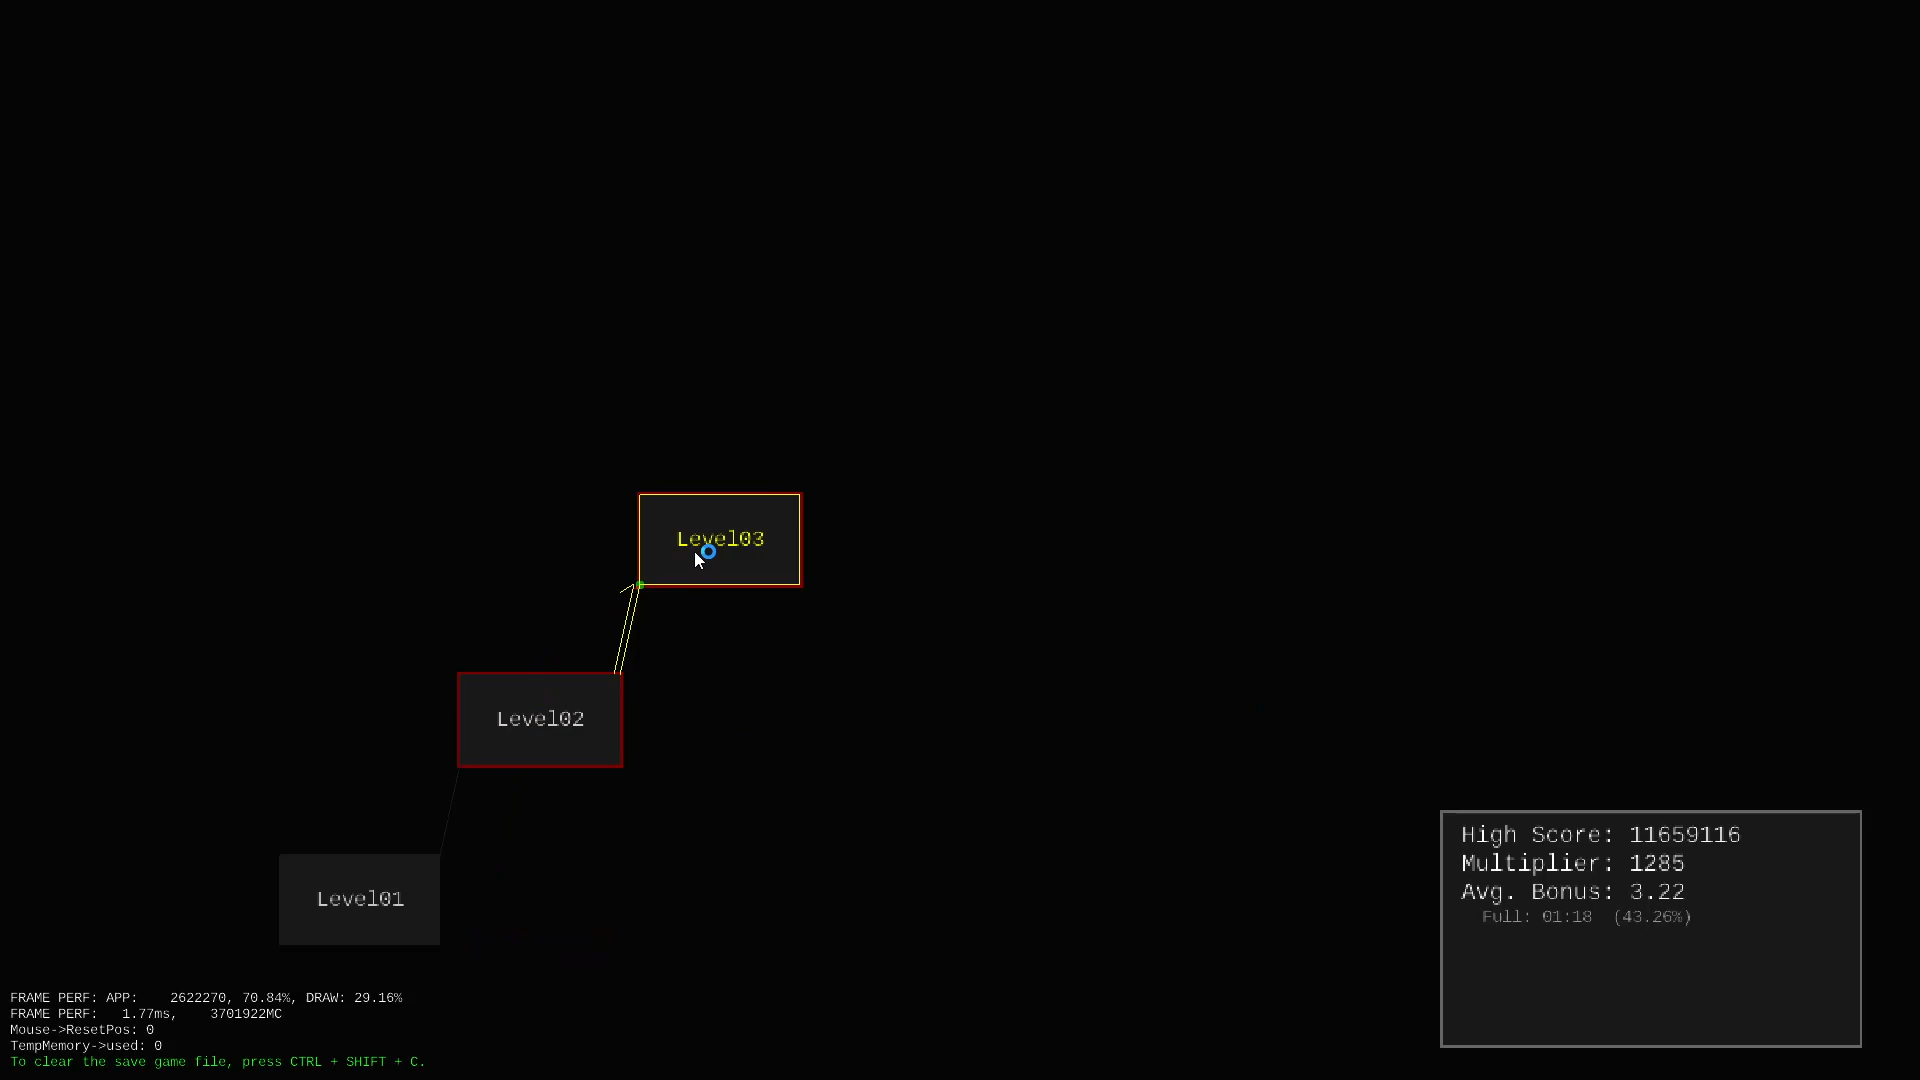 Level03
Level02
Level01
High Score: 11659116
Multiplier: 1285
Avg. Bonus: 3.22
Full: 01:18  (43.26%)
FRAME PERF: APP:    2622270, 70.84%, DRAW: 29.16%
FRAME PERF:   1.77ms,    3701922MC
Mouse->ResetPos: 0
TempMemory->used: 0
To clear the save game file, press CTRL + SHIFT + C.